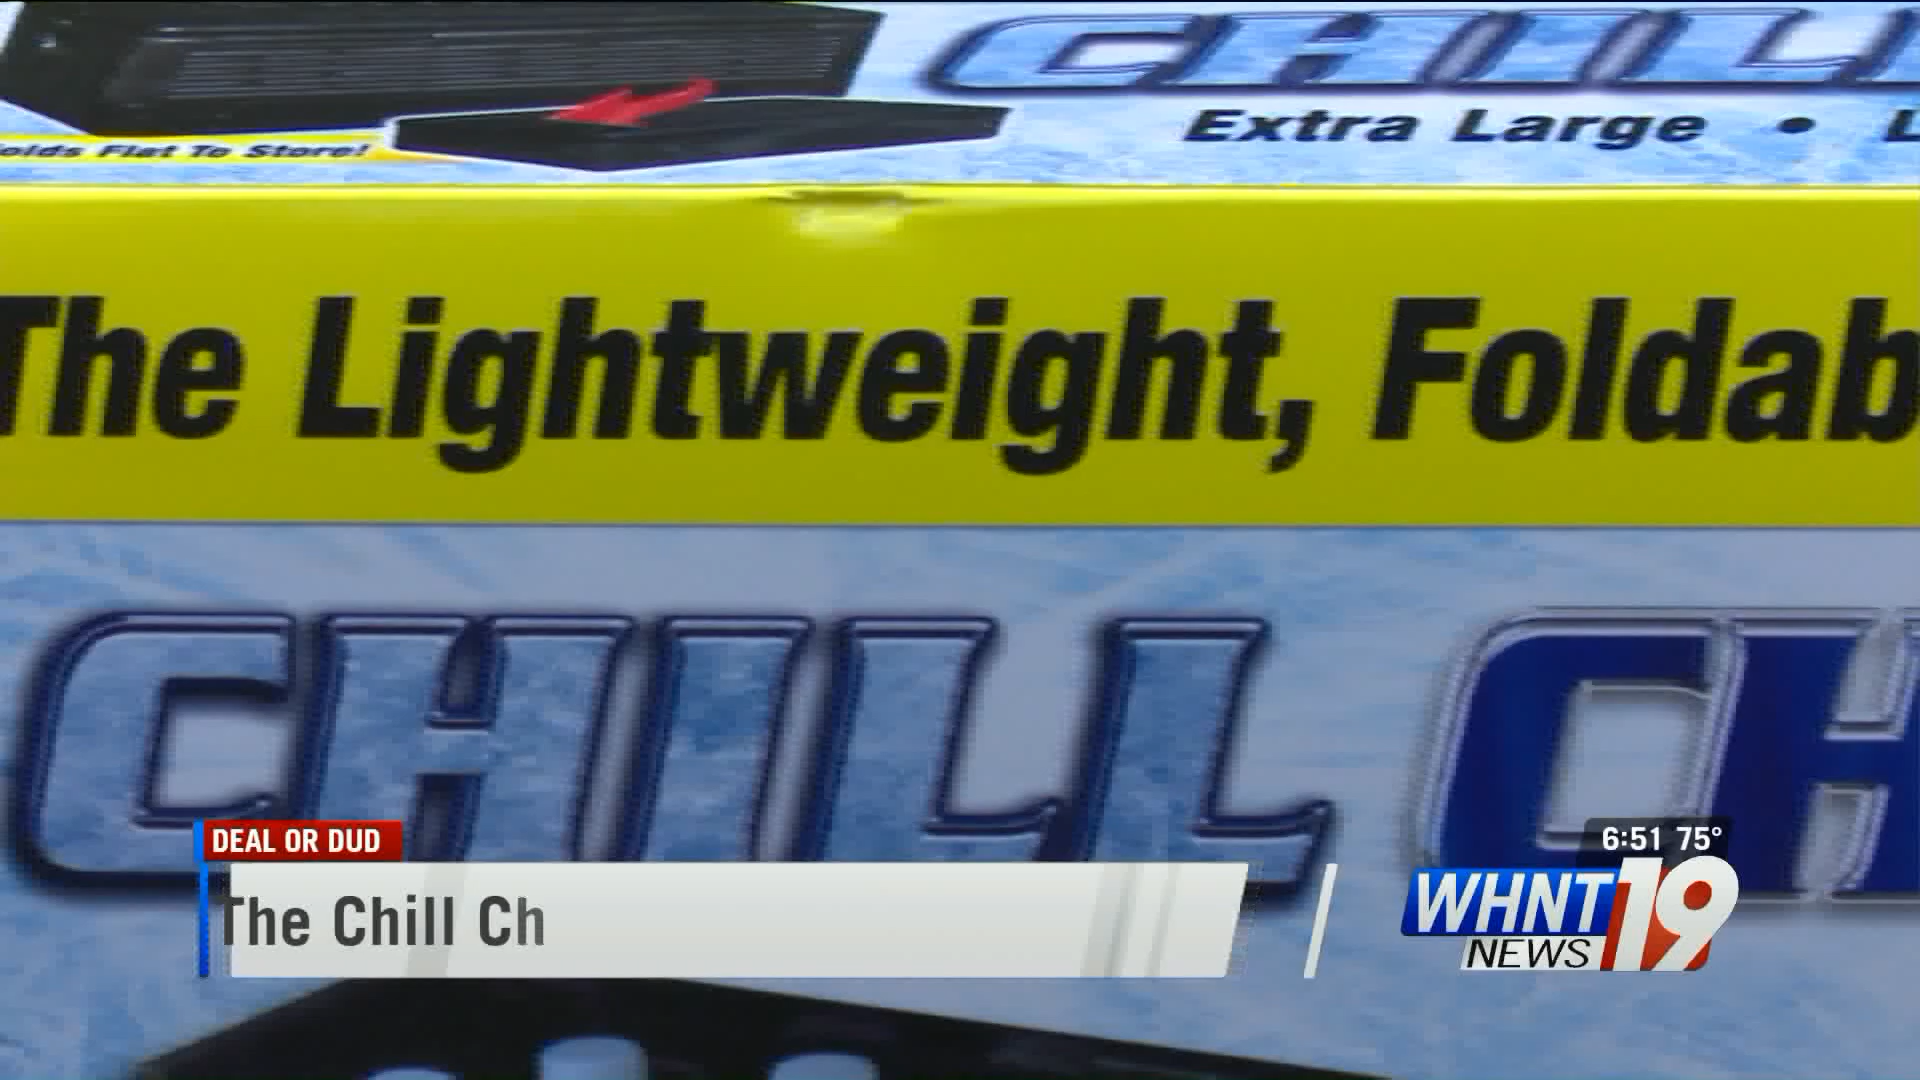 CHILL
Extra Large • L
olds Flat To Store!
The Lightweight, Foldab
CHILL CH
DEAL OR DUD
The Chill Ch
6:51 75°
WHNT 19
NEWS